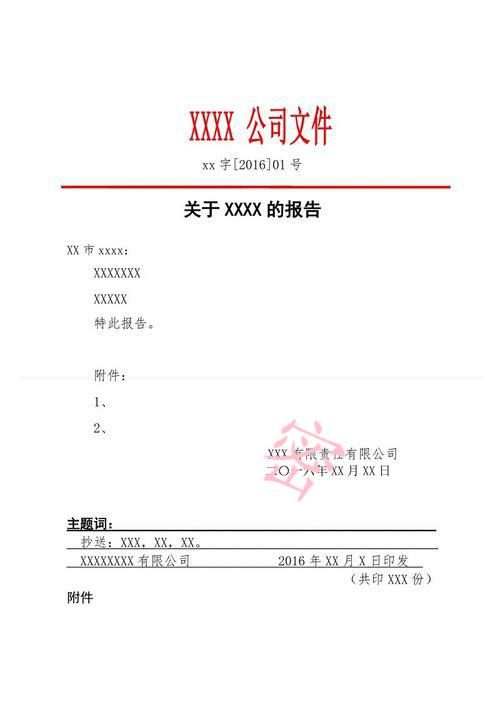 XXXX 公司文件
xx 字[2016]01 号
关于 XXXX 的报告
XX 市 xxxx：
XXXXXXX
XXXXX
特此报告。
附件：
1、
2、
密
XXX 有限责任有限公司
二〇一六年 XX 月 XX 日
主题词：
抄送：XXX，XX，XX。
XXXXXXXX 有限公司 2016 年 XX 月 X 日印发
（共印 XXX 份）
附件